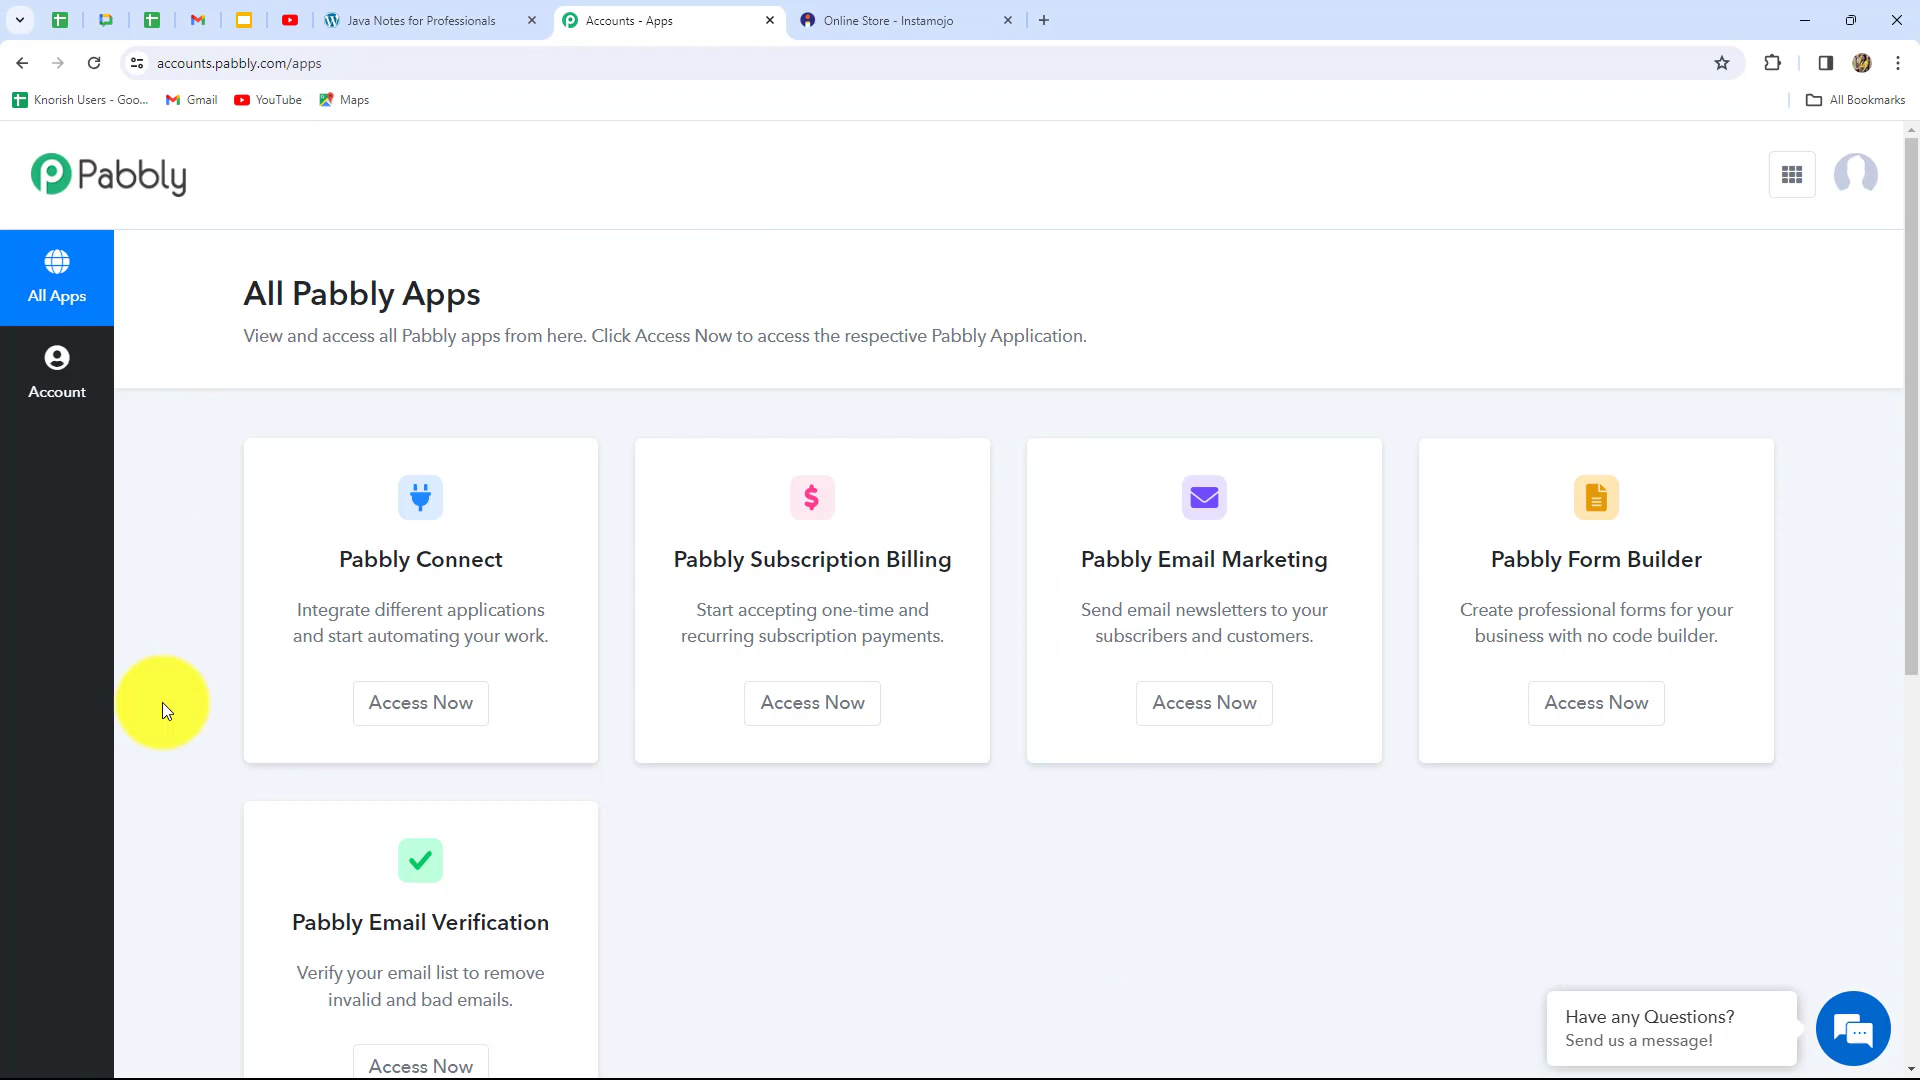 Java Notes for Professionals
Accounts - Apps
Online Store - Instamojo
accounts.pabbly.com/apps
Knorish Users - Goo...
Gmail
YouTube
Maps
All Bookmarks
Pabbly
All Apps
Account
All Pabbly Apps
View and access all Pabbly apps from here. Click Access Now to access the respective Pabbly Application.
Pabbly Connect
Integrate different applications
and start automating your work.
Access Now
Pabbly Subscription Billing
Start accepting one-time and
recurring subscription payments.
Access Now
Pabbly Email Marketing
Send email newsletters to your
subscribers and customers.
Access Now
Pabbly Form Builder
Create professional forms for your
business with no code builder.
Access Now
Pabbly Email Verification
Verify your email list to remove
invalid and bad emails.
Access Now
Have any Questions?
Send us a message!